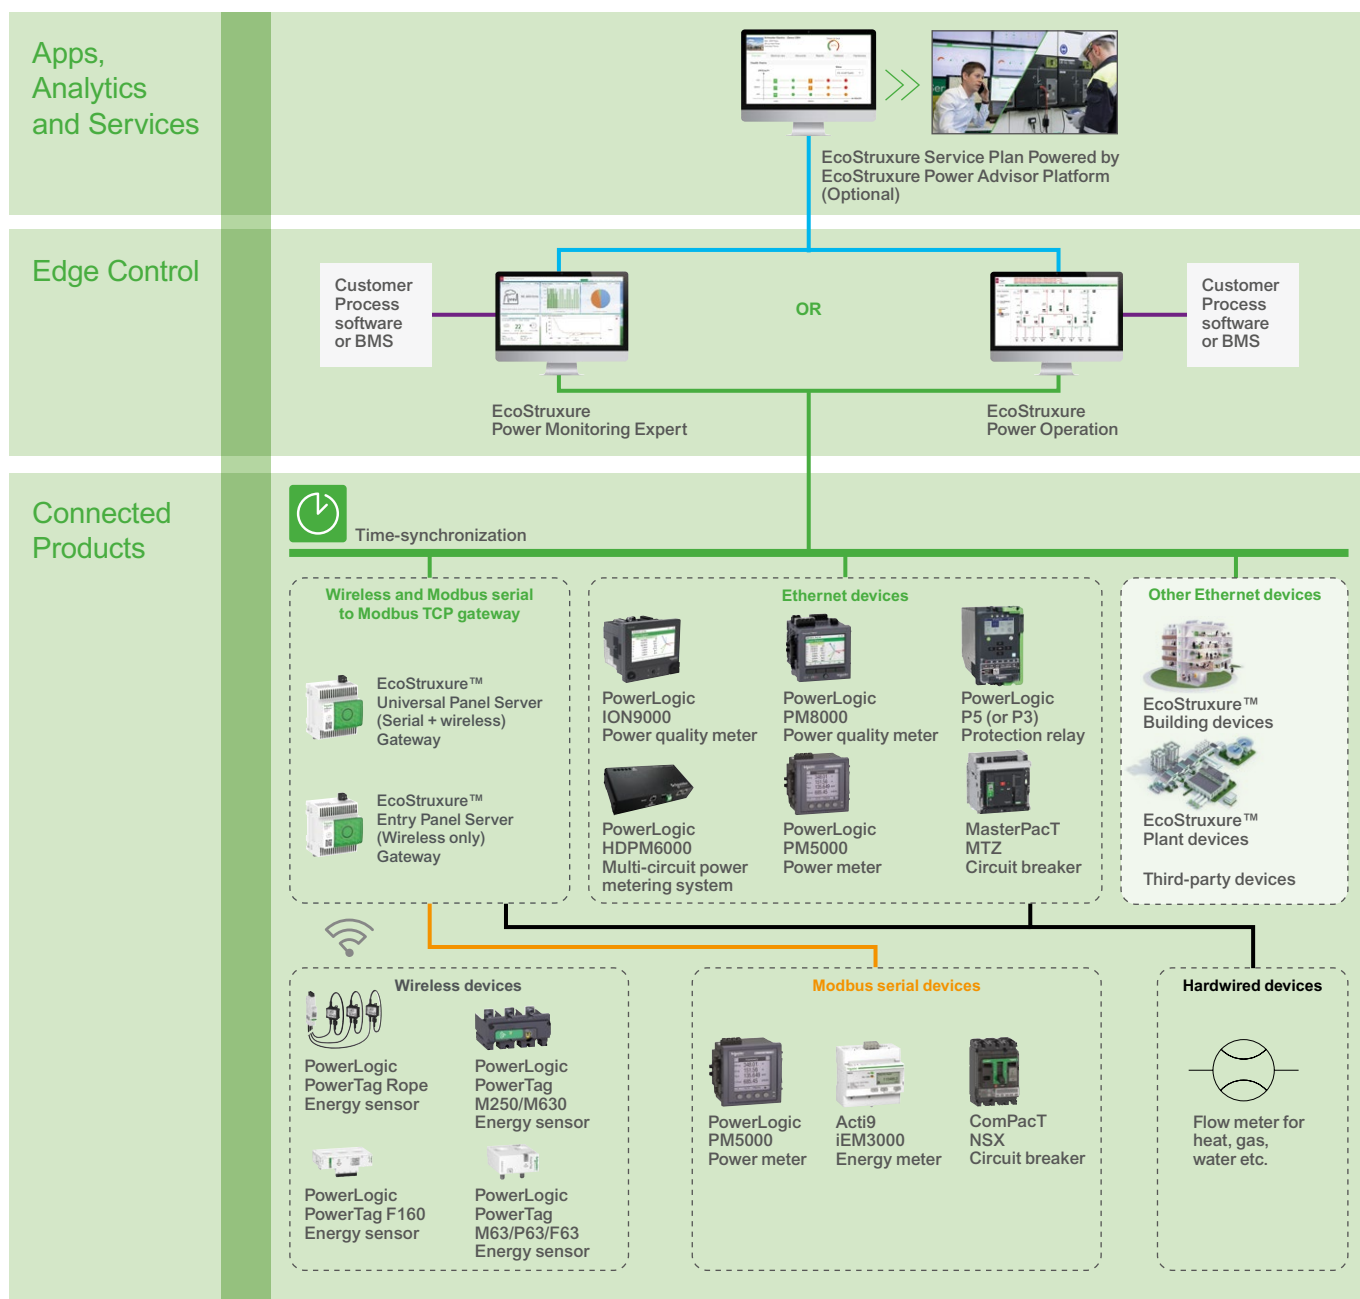 Apps,
Analytics
and Services
EcoStruxure Service Plan Powered by
EcoStruxure Power Advisor Platform
(Optional)
Edge Control
Customer
Process
software
or BMS
OR
Customer
Process
software
or BMS
EcoStruxure
Power Monitoring Expert
EcoStruxure
Power Operation
Connected
Products
Time-synchronization
Wireless and Modbus serial
to Modbus TCP gateway
EcoStruxure™
Universal Panel Server
(Serial + wireless)
Gateway
EcoStruxure™
Entry Panel Server
(Wireless only)
Gateway
Ethernet devices
PowerLogic
ION9000
Power quality meter
PowerLogic
PM8000
Power quality meter
PowerLogic
P5 (or P3)
Protection relay
PowerLogic
HDPM6000
Multi-circuit power
metering system
PowerLogic
PM5000
Power meter
MasterPacT
MTZ
Circuit breaker
Other Ethernet devices
EcoStruxure™
Building devices
EcoStruxure™
Plant devices
Third-party devices
Wireless devices
PowerLogic
PowerTag Rope
Energy sensor
PowerLogic
PowerTag
M250/M630
Energy sensor
PowerLogic
PowerTag F160
Energy sensor
PowerLogic
PowerTag
M63/P63/F63
Energy sensor
Modbus serial devices
PowerLogic
PM5000
Power meter
Acti9
iEM3000
Energy meter
ComPacT
NSX
Circuit breaker
Hardwired devices
Flow meter for
heat, gas,
water etc.